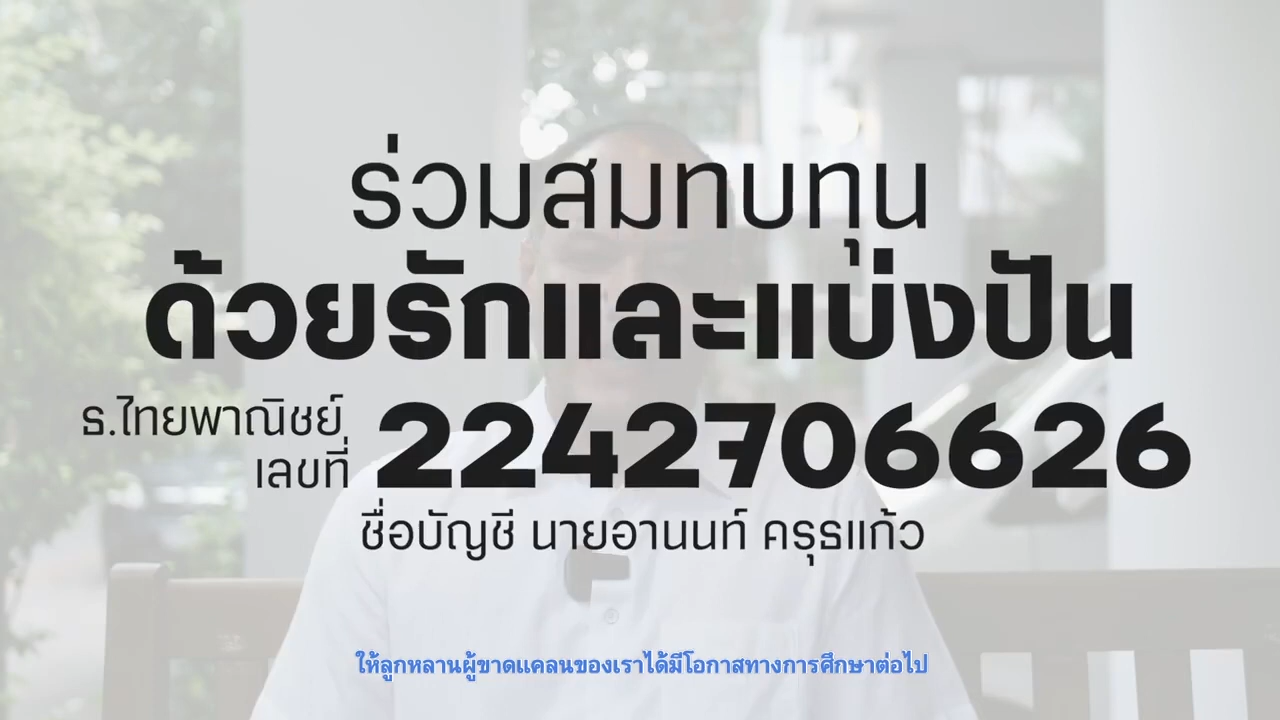 ร่วมสมทบทุน
ด้วยรักและแบ่งปัน
ธ.ไทยพาณิชย์
เลขที่ 2242706626
ชื่อบัญชี นายอานนท์ ครุธแก้ว
ให้ลูกหลานผู้ขาดแคลนของเราได้มีโอกาสทางการศึกษาต่อไป